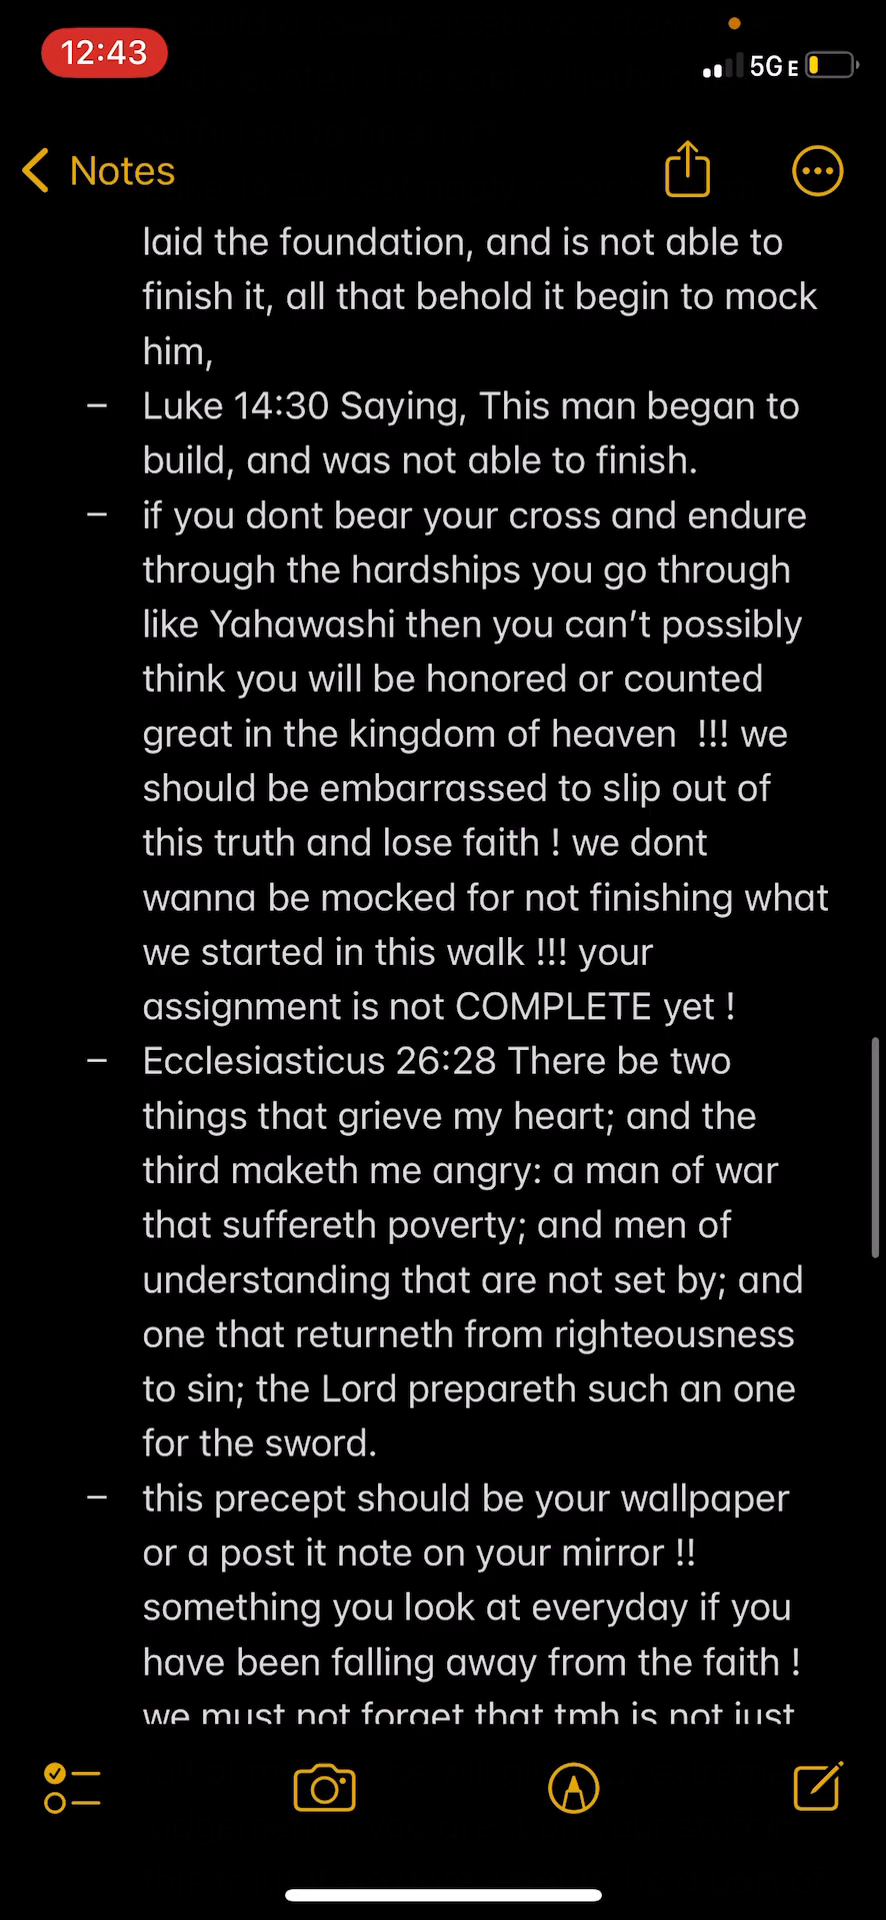 12:43
5G E
Notes
laid the foundation, and is not able to
finish it, all that behold it begin to mock
him,
– Luke 14:30 Saying, This man began to
build, and was not able to finish.
– if you dont bear your cross and endure
through the hardships you go through
like Yahawashi then you can’t possibly
think you will be honored or counted
great in the kingdom of heaven  !!! we
should be embarrassed to slip out of
this truth and lose faith ! we dont
wanna be mocked for not finishing what
we started in this walk !!! your
assignment is not COMPLETE yet !
– Ecclesiasticus 26:28 There be two
things that grieve my heart; and the
third maketh me angry: a man of war
that suffereth poverty; and men of
understanding that are not set by; and
one that returneth from righteousness
to sin; the Lord prepareth such an one
for the sword.
– this precept should be your wallpaper
or a post it note on your mirror !!
something you look at everyday if you
have been falling away from the faith !
we must not forget that tmh is not just